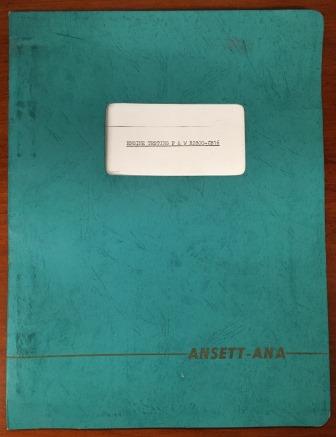 ENGINE TESTING P & W R2800-CB16
ANSETT-ANA